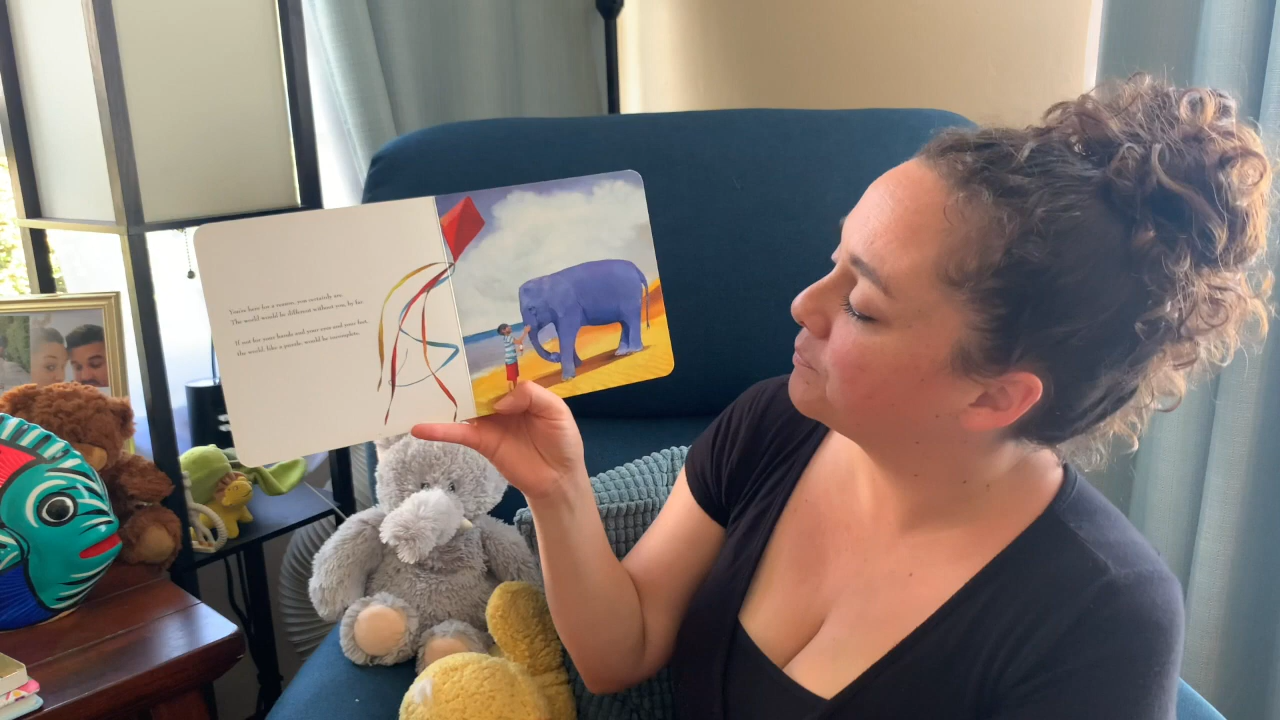 You're here for a reason, you certainly are.
The world would be different without you, by far.
If not for your hands and your eyes and your feet,
the world, like a puzzle, would be incomplete.